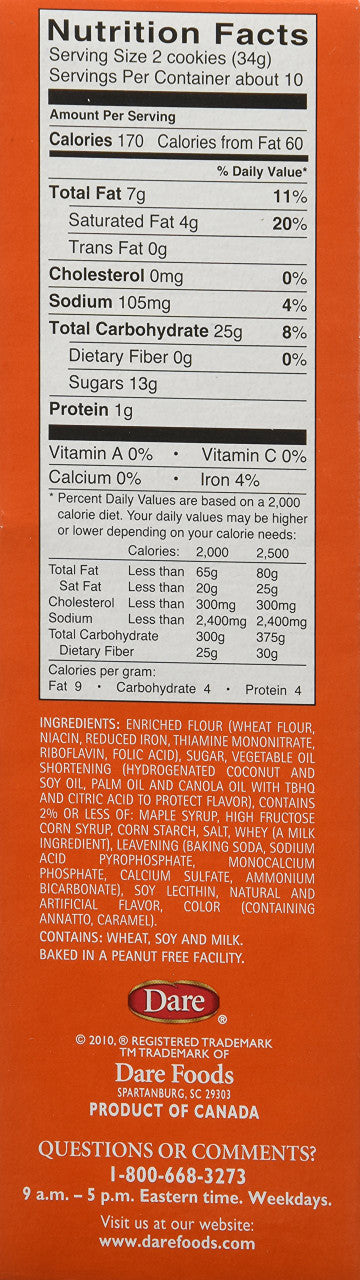 Nutrition Facts
Serving Size 2 cookies (34g)
Servings Per Container about 10
Amount Per Serving
Calories 170 Calories from Fat 60
% Daily Value*
Total Fat 7g 11%
Saturated Fat 4g 20%
Trans Fat 0g
Cholesterol 0mg 0%
Sodium 105mg 4%
Total Carbohydrate 25g 8%
Dietary Fiber 0g 0%
Sugars 13g
Protein 1g
Vitamin A 0% • Vitamin C 0%
Calcium 0% • Iron 4%
* Percent Daily Values are based on a 2,000
calorie diet. Your daily values may be higher
or lower depending on your calorie needs:
Calories: 2,000 2,500
Total Fat Less than 65g 80g
Sat Fat Less than 20g 25g
Cholesterol Less than 300mg 300mg
Sodium Less than 2,400mg 2,400mg
Total Carbohydrate 300g 375g
Dietary Fiber 25g 30g
Calories per gram:
Fat 9 • Carbohydrate 4 • Protein 4
INGREDIENTS: ENRICHED FLOUR (WHEAT FLOUR,
NIACIN, REDUCED IRON, THIAMINE MONONITRATE,
RIBOFLAVIN, FOLIC ACID), SUGAR, VEGETABLE OIL
SHORTENING (HYDROGENATED COCONUT AND
SOY OIL, PALM OIL AND CANOLA OIL WITH TBHQ
AND CITRIC ACID TO PROTECT FLAVOR), CONTAINS
2% OR LESS OF: MAPLE SYRUP, HIGH FRUCTOSE
CORN SYRUP, CORN STARCH, SALT, WHEY (A MILK
INGREDIENT), LEAVENING (BAKING SODA, SODIUM
ACID PYROPHOSPHATE, MONOCALCIUM
PHOSPHATE, CALCIUM SULFATE, AMMONIUM
BICARBONATE), SOY LECITHIN, NATURAL AND
ARTIFICIAL FLAVOR, COLOR (CONTAINING
ANNATTO, CARAMEL).
CONTAINS: WHEAT, SOY AND MILK.
BAKED IN A PEANUT FREE FACILITY.
Dare ®
© 2010, ® REGISTERED TRADEMARK
TM TRADEMARK OF
Dare Foods
SPARTANBURG, SC 29303
PRODUCT OF CANADA
QUESTIONS OR COMMENTS?
1-800-668-3273
9 a.m. – 5 p.m. Eastern time. Weekdays.
Visit us at our website:
www.darefoods.com